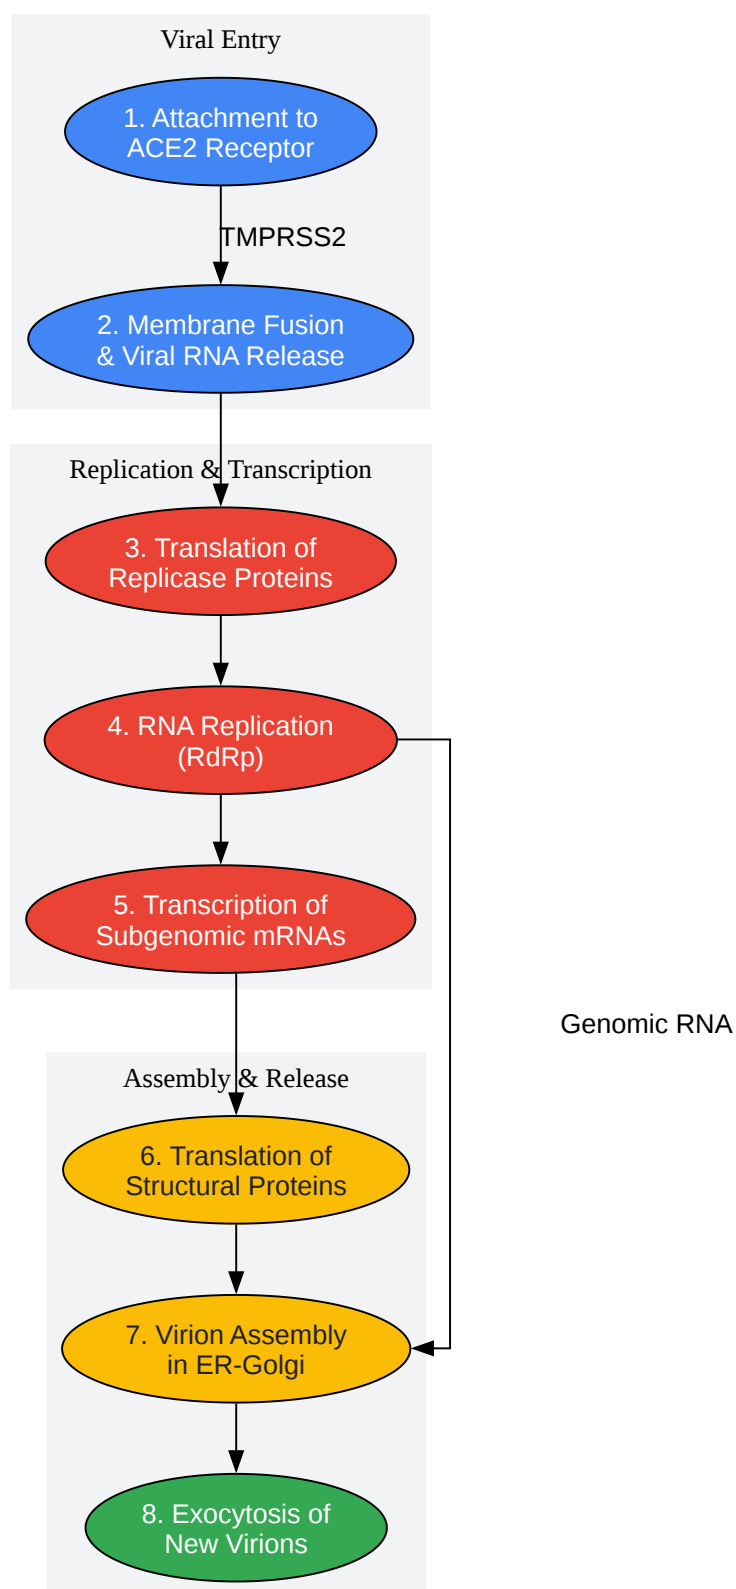 Viral Entry
1. Attachment to
ACE2 Receptor
TMPRSS2
2. Membrane Fusion
& Viral RNA Release
Replication & Transcription
3. Translation of
Replicase Proteins
4. RNA Replication
(RdRp)
5. Transcription of
Subgenomic mRNAs
Genomic RNA
Assembly & Release
6. Translation of
Structural Proteins
7. Virion Assembly
in ER-Golgi
8. Exocytosis of
New Virions